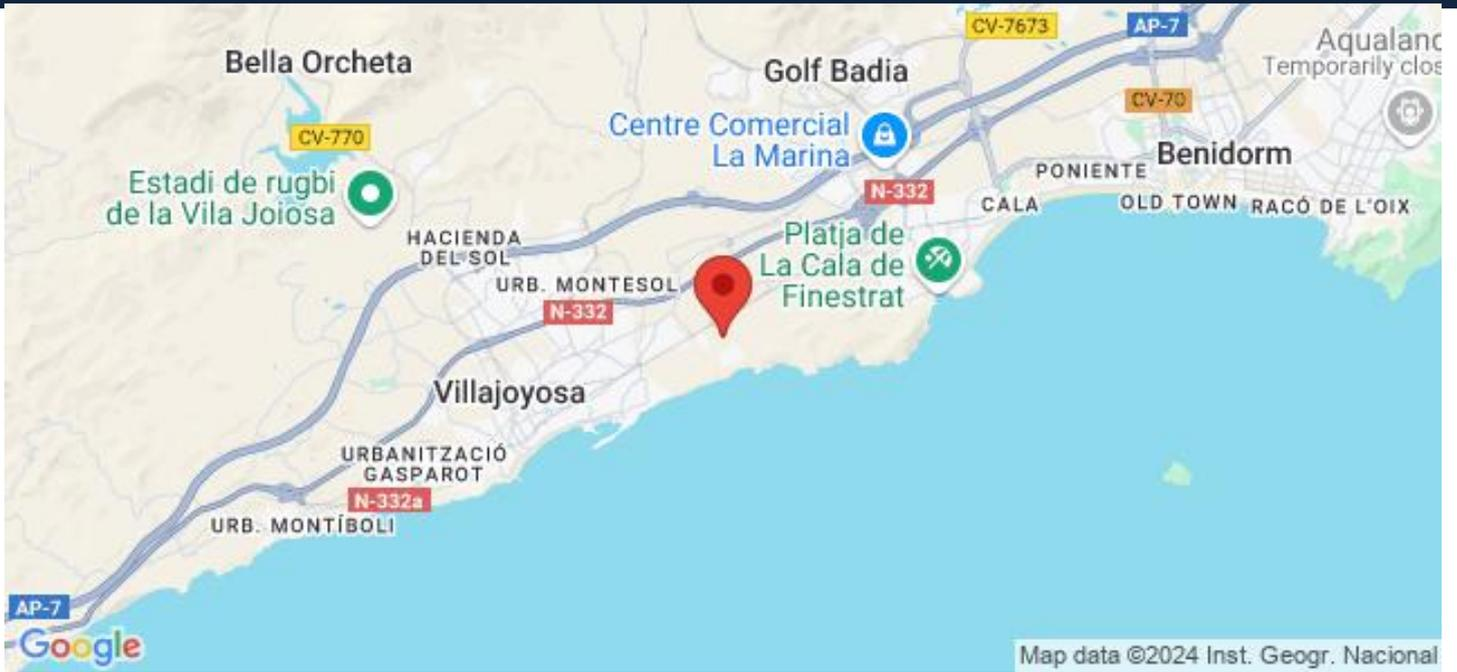 CV-7673
AP-7
Aqualand
Temporarily clos
Bella Orcheta
Golf Badia
CV-70
Centre Comercial
La Marina
CV-770
Benidorm
PONIENTE
Estadi de rugbi
de la Vila Joiosa
N-332
CALA
OLD TOWN
RACÓ DE L'OIX
HACIENDA
DEL SOL
Platja de
La Cala de
Finestrat
URB. MONTESOL
N-332
Villajoyosa
URBANITZACIÓ
GASPAROT
N-332a
URB. MONTÍBOLI
AP-7
Google
Map data ©2024 Inst. Geogr. Nacional